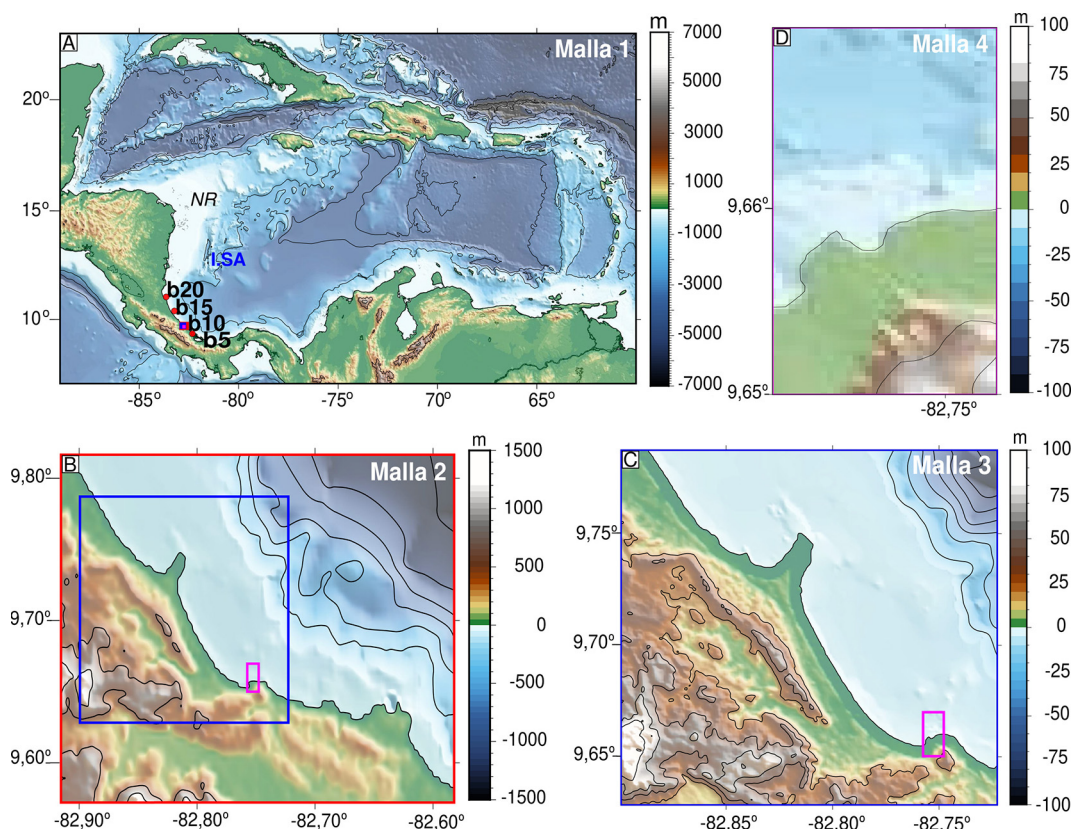 A
Malla 1
20º
15º
10º
-85º
-80º
-75º
-70º
65º
NR
LSA
b20
b15
b10
b5
m
7000
5000
3000
1000
0
-1000
-3000
-5000
-7000
D
Malla 4
9,66º
9,65º
-82,75º
m
100
75
50
25
0
-25
-50
-75
-100
B
Malla 2
9,80º
9,70º
9,60º
-82,90º
-82,80º
-82,70º
-82,60º
m
1500
1000
500
0
-500
-1000
-1500
C
Malla 3
9,75º
9,70º
9,65º
-82,85º
-82,80º
-82,75º
m
100
75
50
25
0
-25
-50
-75
-100